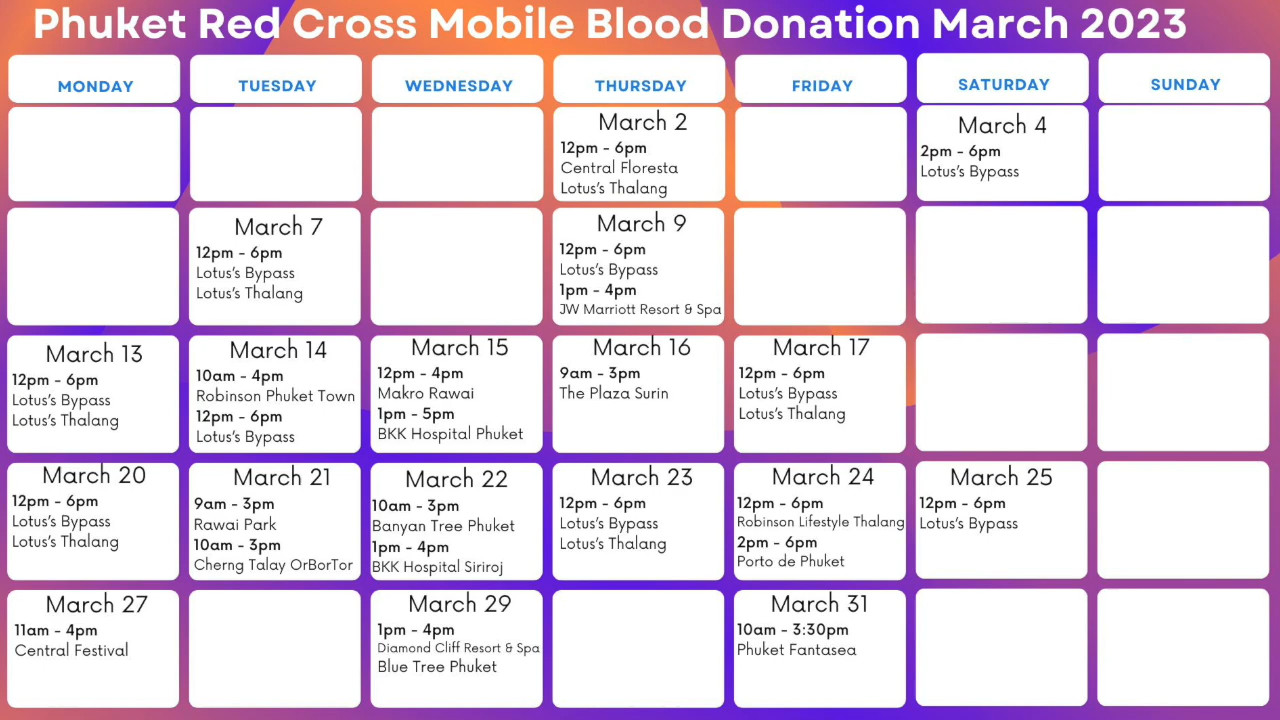 Phuket Red Cross Mobile Blood Donation March 2023
MONDAY
TUESDAY
WEDNESDAY
THURSDAY
FRIDAY
SATURDAY
SUNDAY
March 2
12pm - 6pm
Central Floresta
Lotus's Thalang
March 4
2pm - 6pm
Lotus's Bypass
March 7
12pm - 6pm
Lotus's Bypass
Lotus's Thalang
March 9
12pm - 6pm
Lotus's Bypass
1pm - 4pm
JW Marriott Resort & Spa
March 13
12pm - 6pm
Lotus's Bypass
Lotus's Thalang
March 14
10am - 4pm
Robinson Phuket Town
12pm - 6pm
Lotus's Bypass
March 15
12pm - 4pm
Makro Rawai
1pm - 5pm
BKK Hospital Phuket
March 16
9am - 3pm
The Plaza Surin
March 17
12pm - 6pm
Lotus's Bypass
Lotus's Thalang
March 20
12pm - 6pm
Lotus's Bypass
Lotus's Thalang
March 21
9am - 3pm
Rawai Park
10am - 3pm
Cherng Talay OrBorTor
March 22
10am - 3pm
Banyan Tree Phuket
1pm - 4pm
BKK Hospital Siriroj
March 23
12pm - 6pm
Lotus's Bypass
Lotus's Thalang
March 24
12pm - 6pm
Robinson Lifestyle Thalang
2pm - 6pm
Porto de Phuket
March 25
12pm - 6pm
Lotus's Bypass
March 27
11am - 4pm
Central Festival
March 29
1pm - 4pm
Diamond Cliff Resort & Spa
Blue Tree Phuket
March 31
10am - 3:30pm
Phuket Fantasea